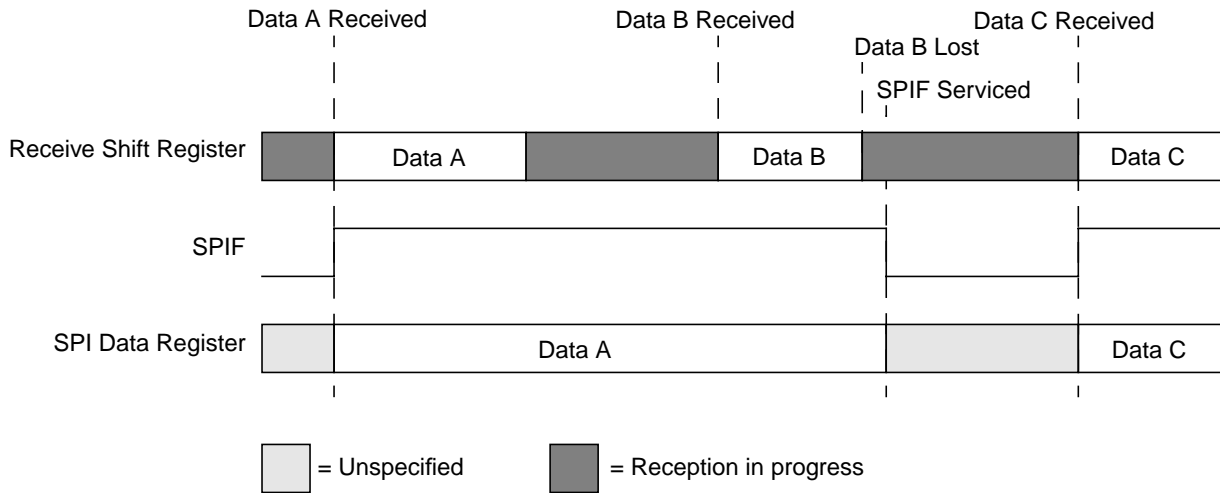 Data A Received
Data B Received
Data C Received
Data B Lost
SPIF Serviced
Receive Shift Register
Data A
Data B
Data C
SPIF
SPI Data Register
Data A
Data C
= Unspecified
= Reception in progress